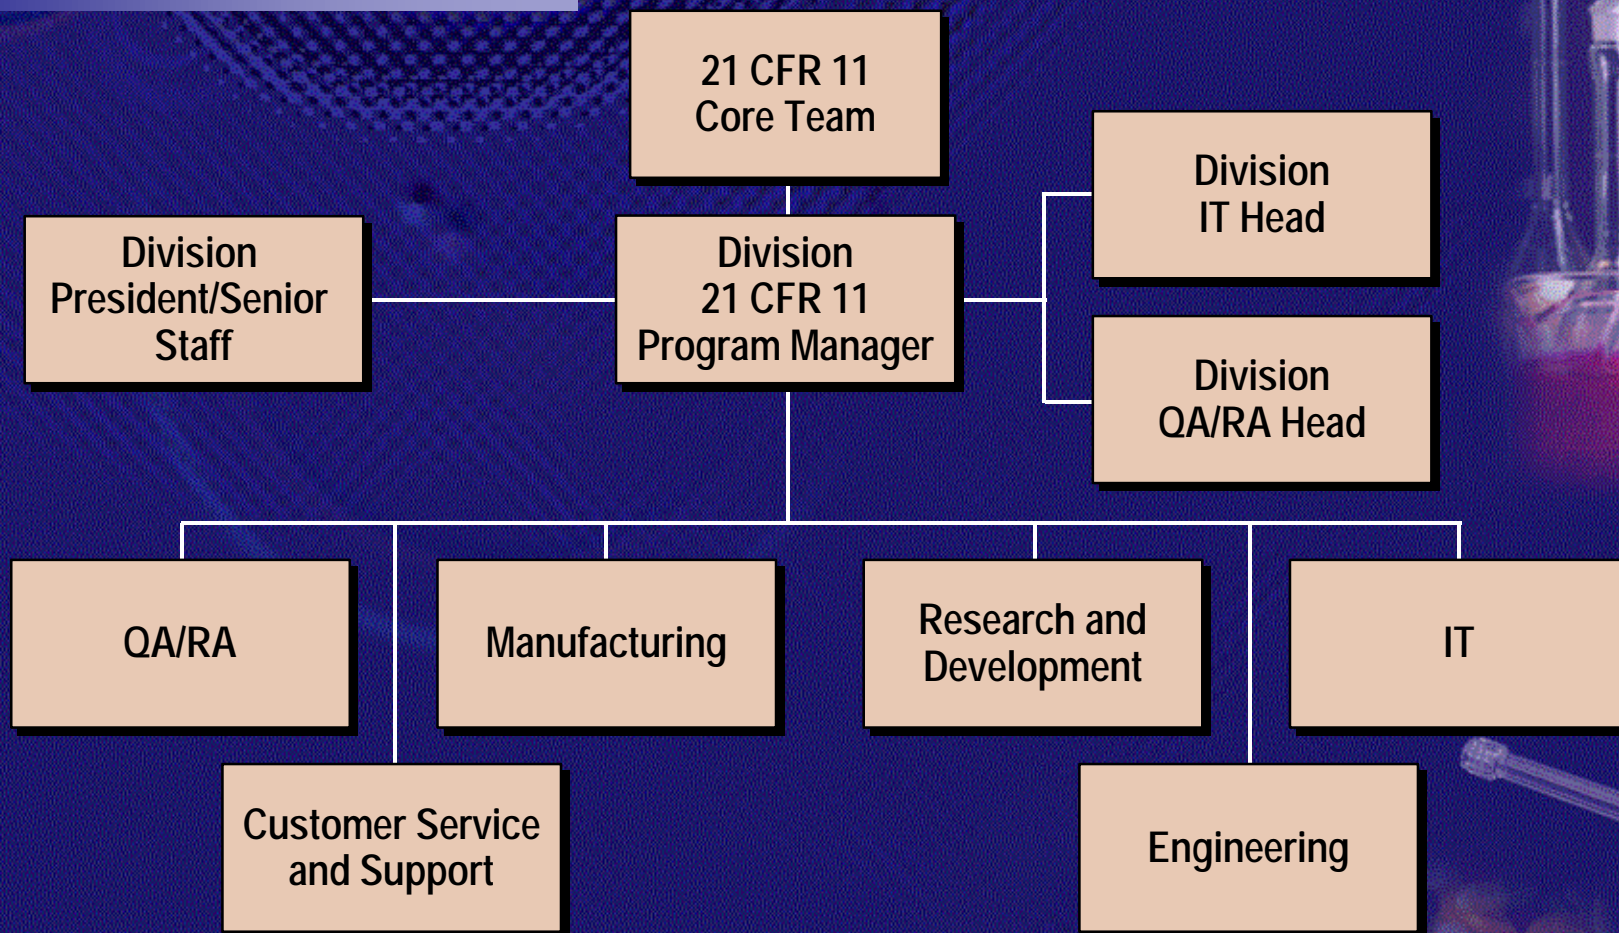 21 CFR 11
Core Team
Division
IT Head
Division
President/Senior
Staff
Division
21 CFR 11
Program Manager
Division
QA/RA Head
QA/RA
Manufacturing
Research and
Development
IT
Customer Service
and Support
Engineering